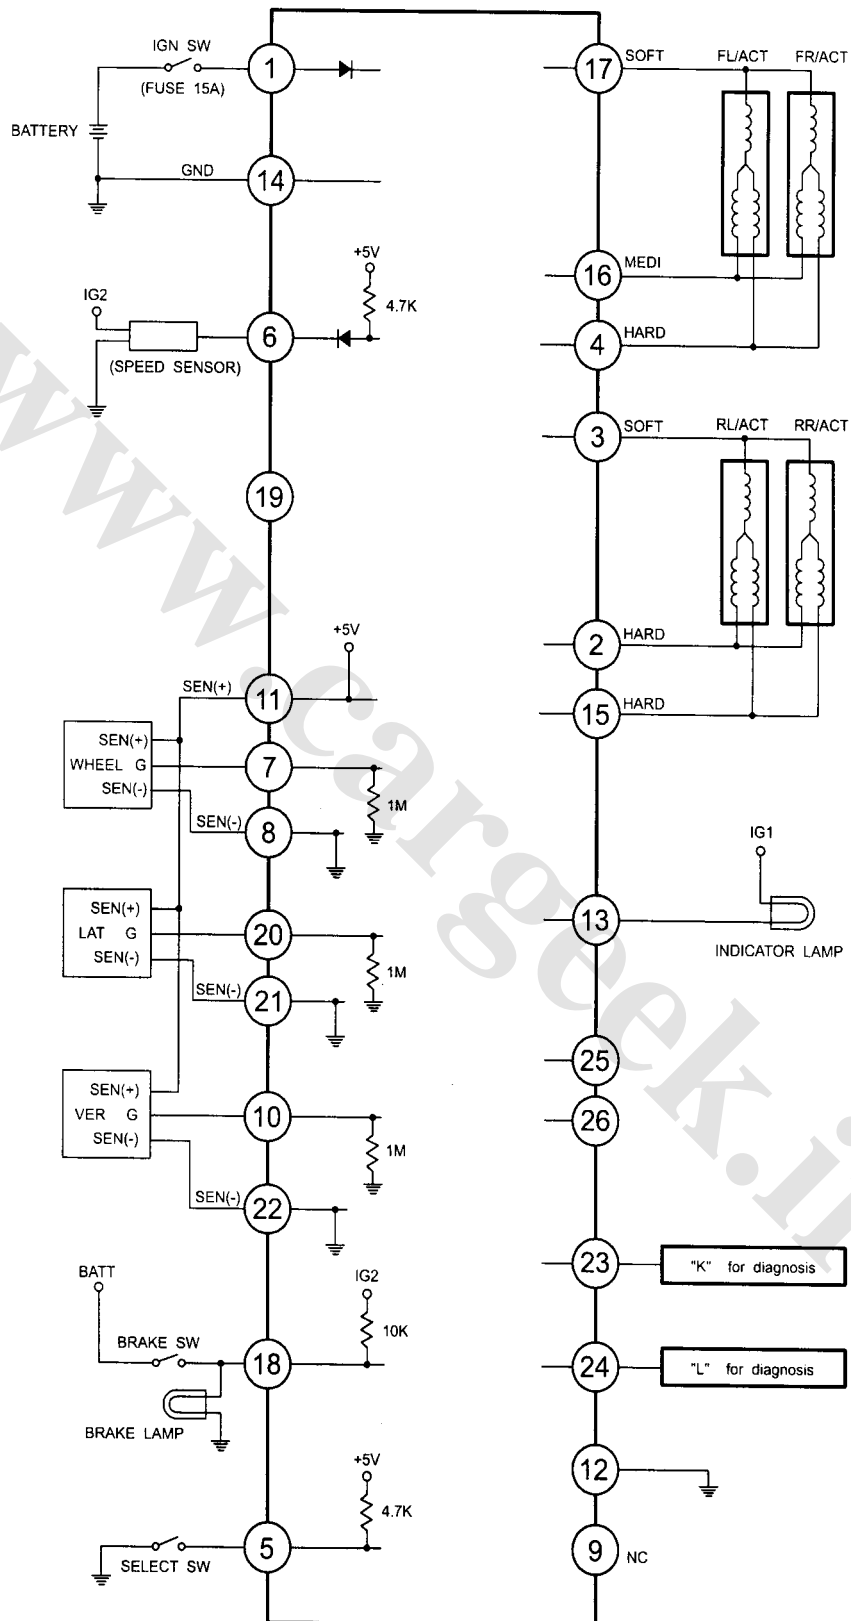 IGN SW
1
(FUSE 15A)
BATTERY
GND
14
+5V
4.7K
IG2
6
(SPEED SENSOR)
19
+5V
SEN(+)
11
SEN(+)
WHEEL G
SEN(-)
7
1M
SEN(-)
8
SEN(+)
LAT G
SEN(-)
20
1M
SEN(-)
21
SEN(+)
VER G
SEN(-)
10
1M
SEN(-)
22
BATT
IG2
10K
BRAKE SW
18
BRAKE LAMP
+5V
4.7K
5
SELECT SW
17
SOFT
FL/ACT
FR/ACT
16
MEDI
4
HARD
3
SOFT
RL/ACT
RR/ACT
2
HARD
15
HARD
IG1
13
INDICATOR LAMP
25
26
23
"K" for diagnosis
24
"L" for diagnosis
12
9
NC
www.cargeek.i